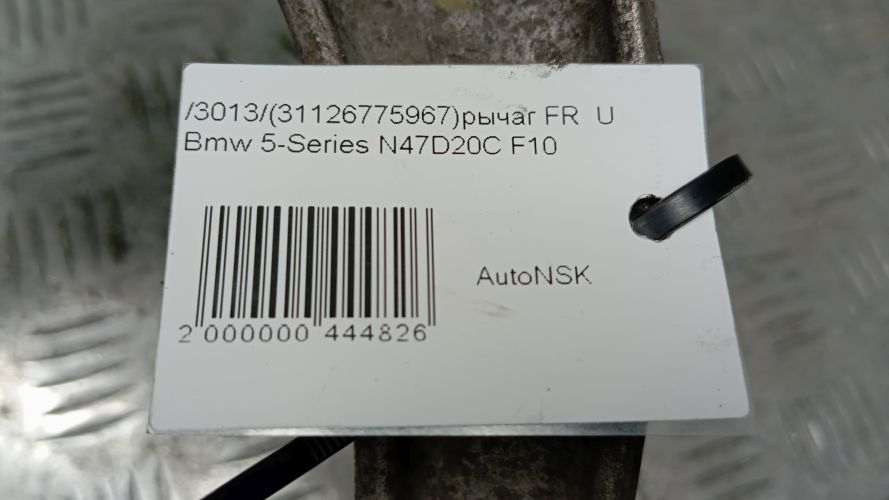 /3013/(31126775967)рычаг FR U
Bmw 5-Series N47D20C F10
AutoNSK
2 000000 444826